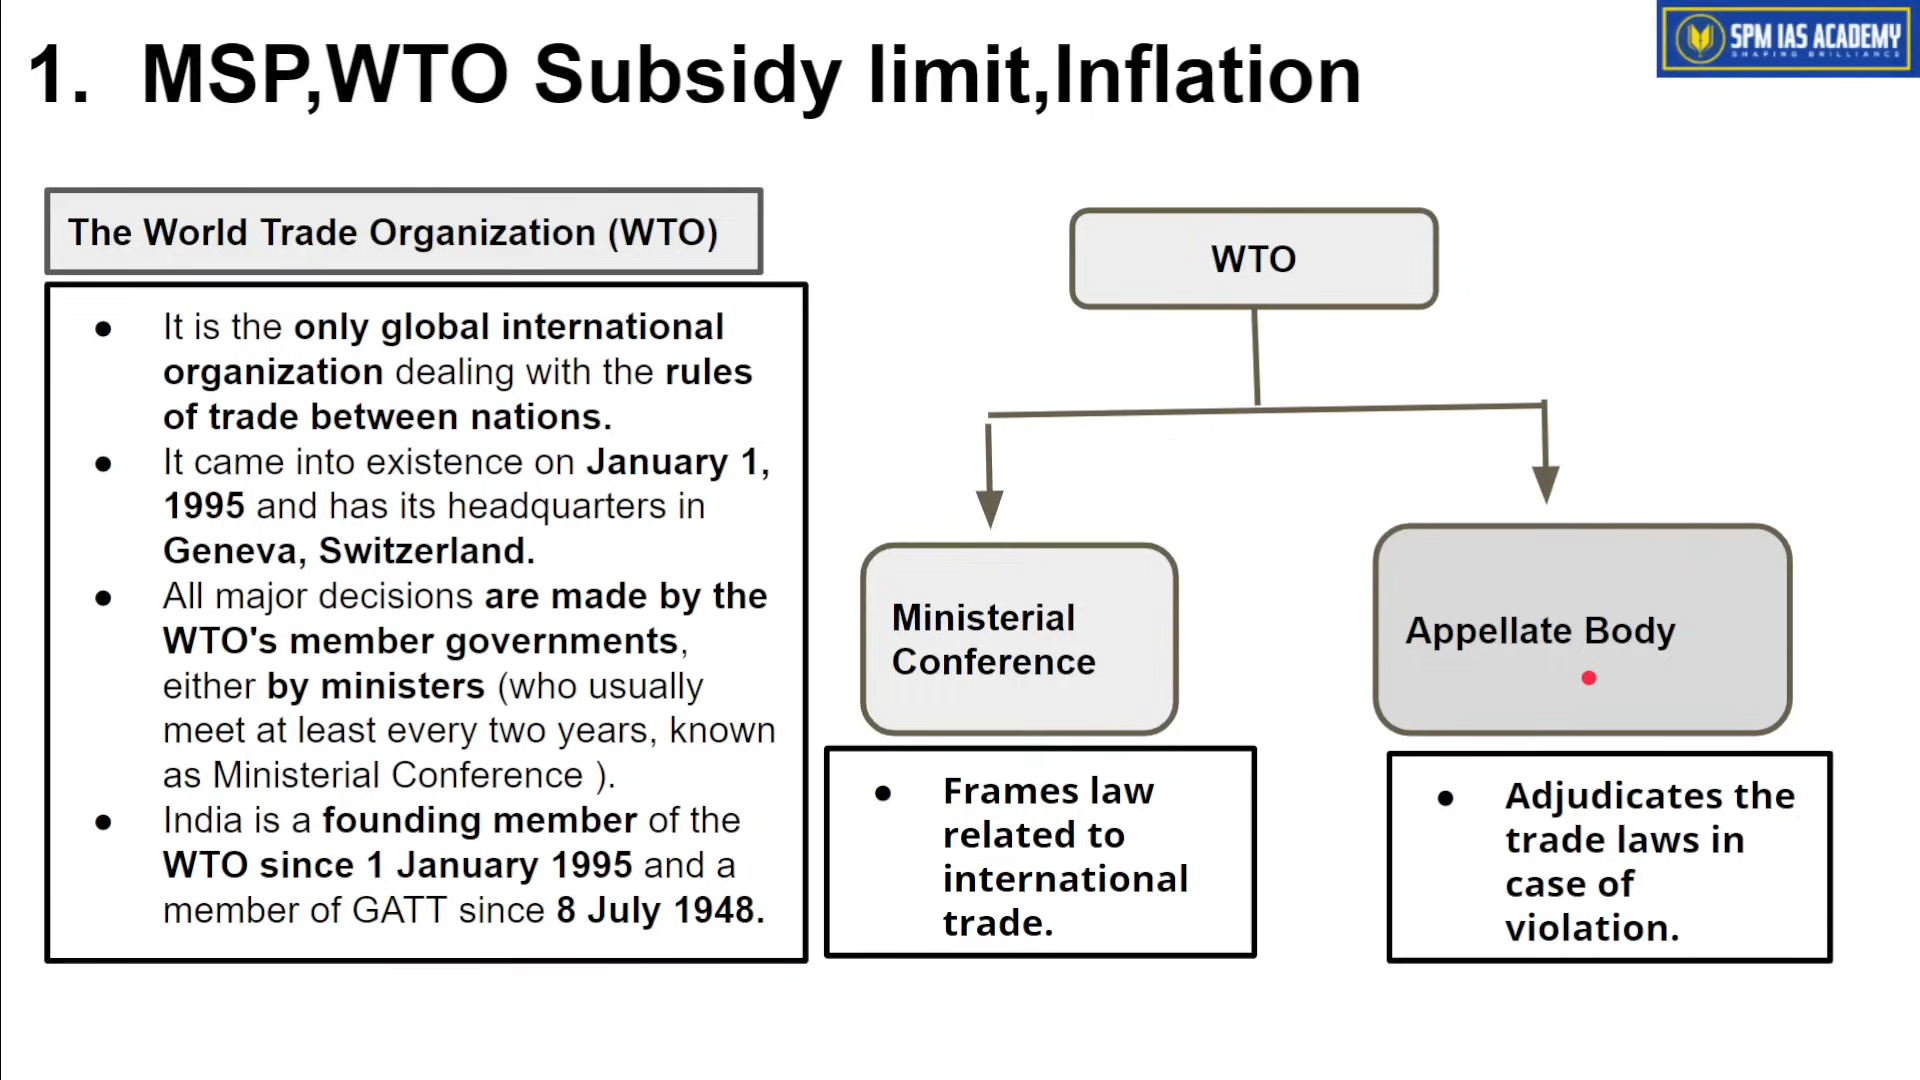 1. MSP,WTO Subsidy limit,Inflation
SPM IAS ACADEMY
SHAPING BRILLIANCE
The World Trade Organization (WTO)
● It is the only global international
organization dealing with the rules
of trade between nations.
● It came into existence on January 1,
1995 and has its headquarters in
Geneva, Switzerland.
● All major decisions are made by the
WTO's member governments,
either by ministers (who usually
meet at least every two years, known
as Ministerial Conference ).
● India is a founding member of the
WTO since 1 January 1995 and a
member of GATT since 8 July 1948.
WTO
Ministerial
Conference
● Frames law
related to
international
trade.
Appellate Body
● Adjudicates the
trade laws in
case of
violation.